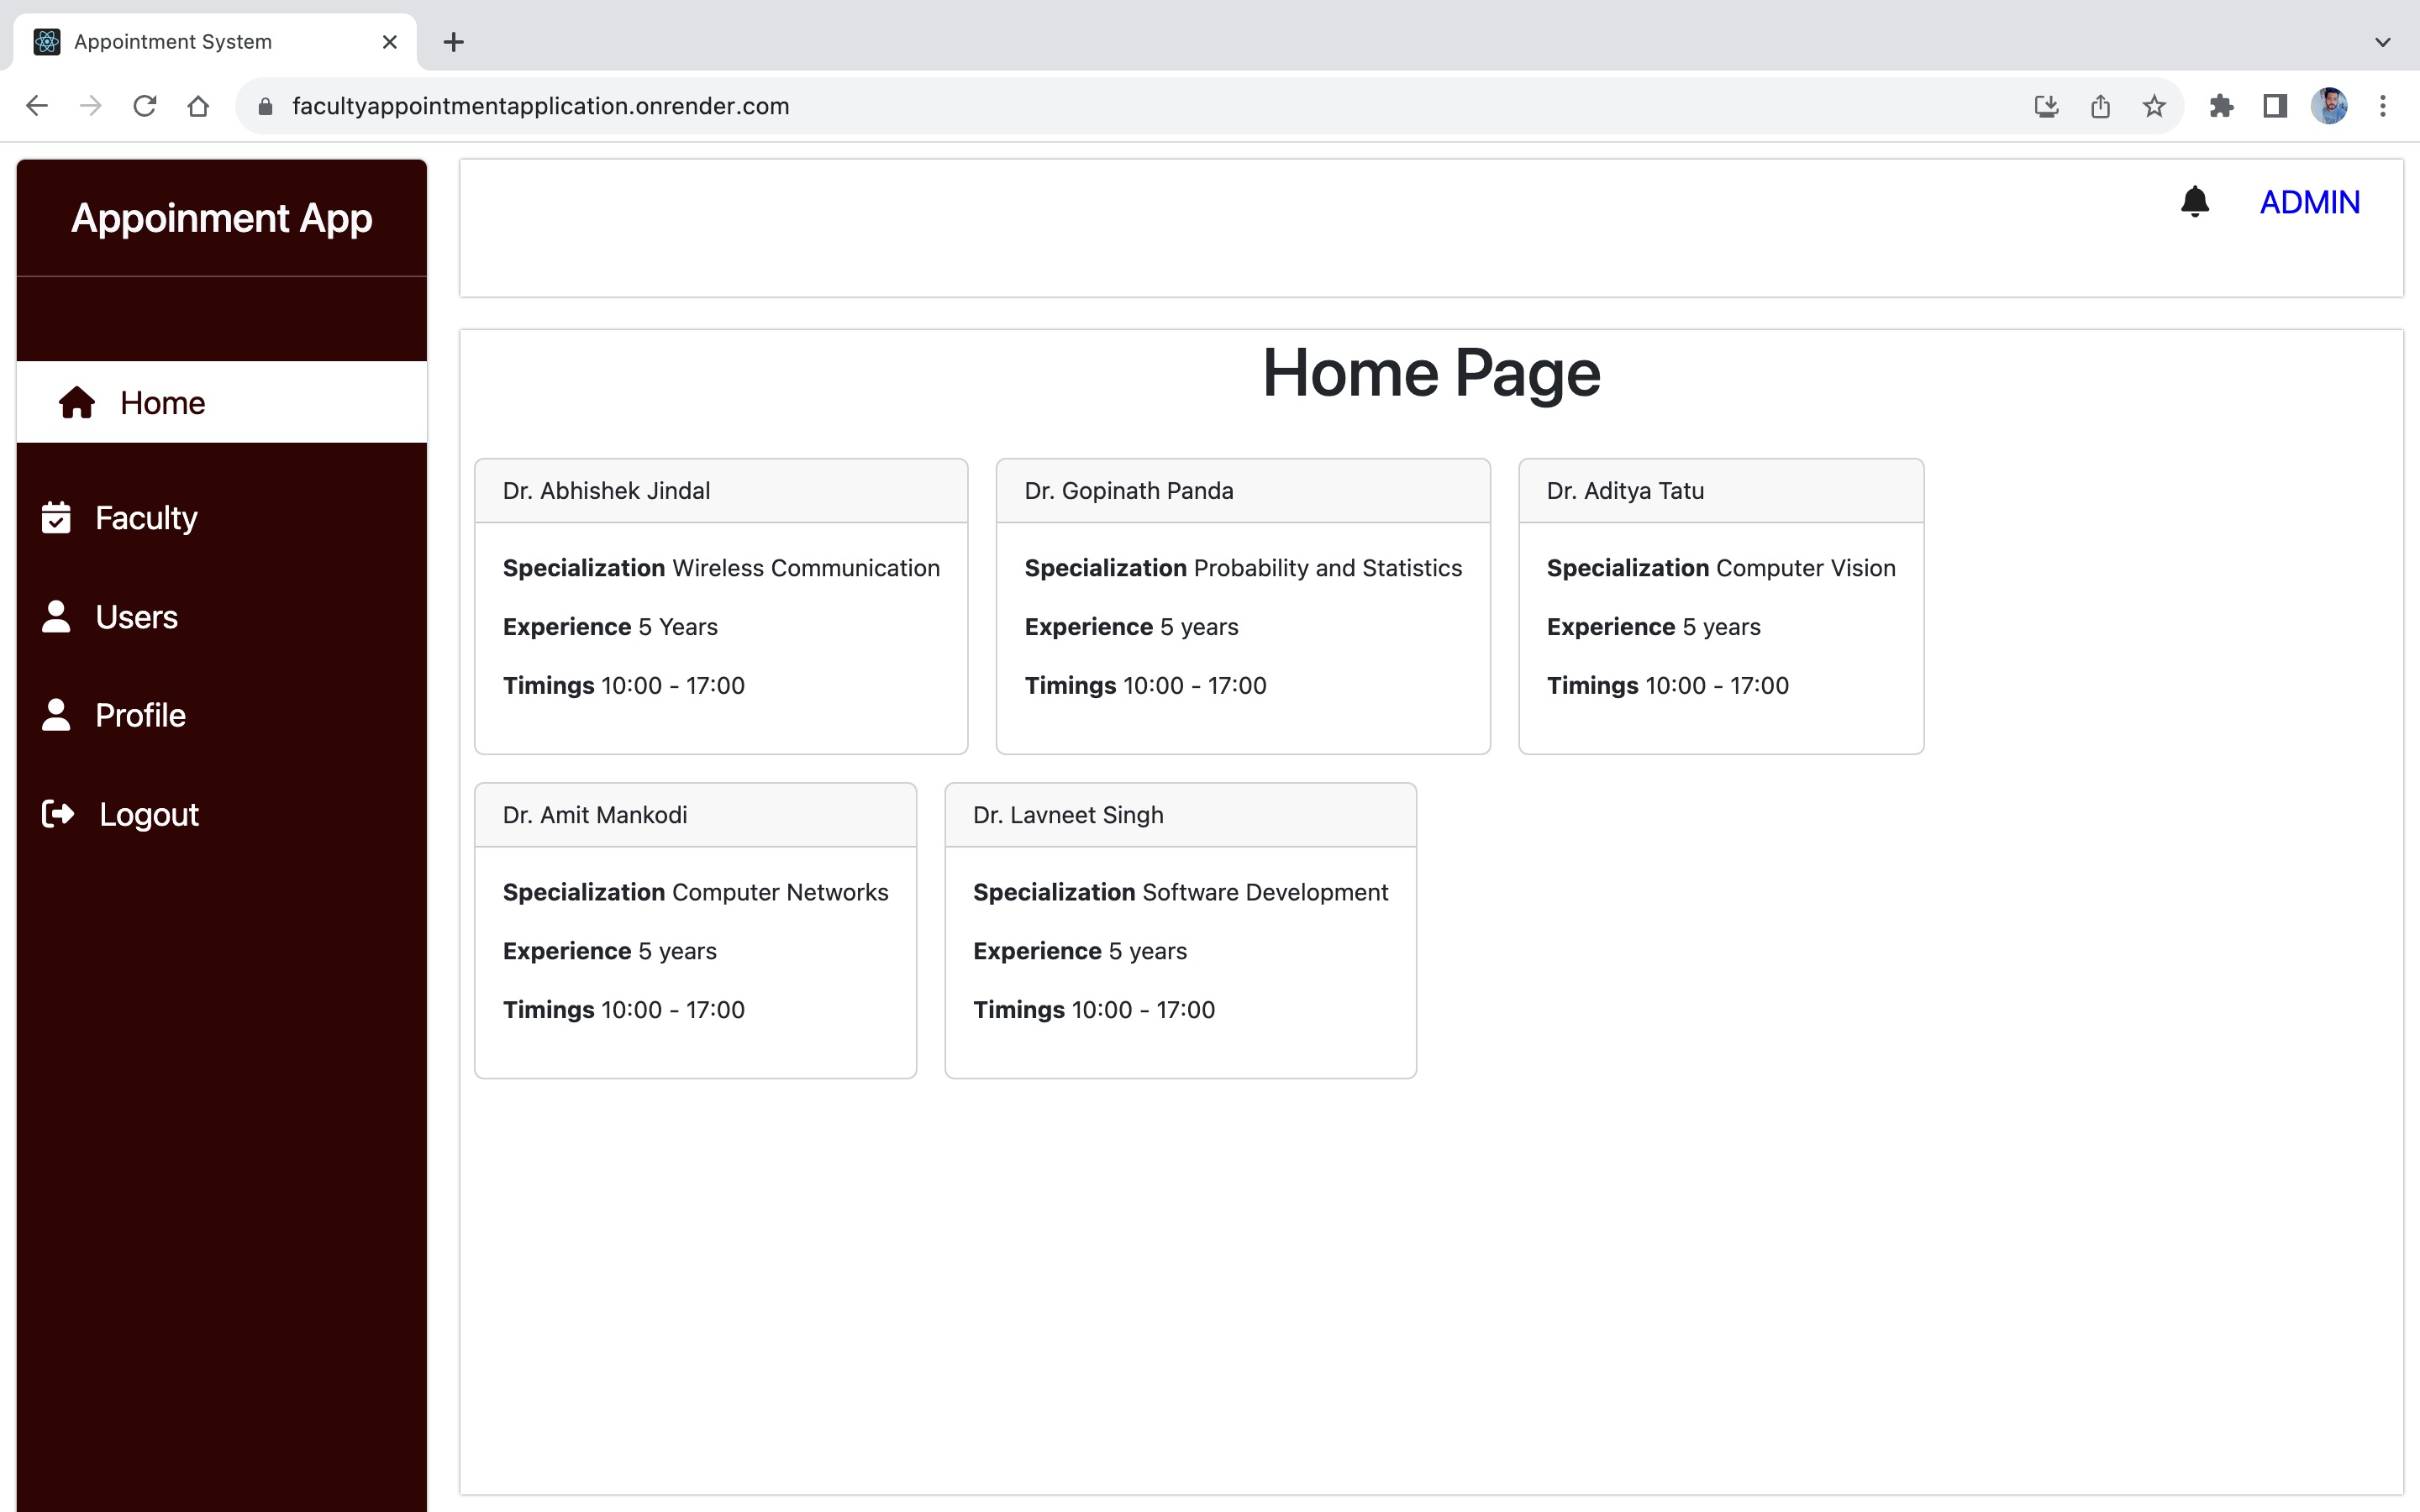 Appointment System
facultyappointmentapplication.onrender.com
Appoinment App
Home
Faculty
Users
Profile
Logout
ADMIN
Home Page
Dr. Abhishek Jindal
Specialization Wireless Communication
Experience 5 Years
Timings 10:00 - 17:00
Dr. Gopinath Panda
Specialization Probability and Statistics
Experience 5 years
Timings 10:00 - 17:00
Dr. Aditya Tatu
Specialization Computer Vision
Experience 5 years
Timings 10:00 - 17:00
Dr. Amit Mankodi
Specialization Computer Networks
Experience 5 years
Timings 10:00 - 17:00
Dr. Lavneet Singh
Specialization Software Development
Experience 5 years
Timings 10:00 - 17:00